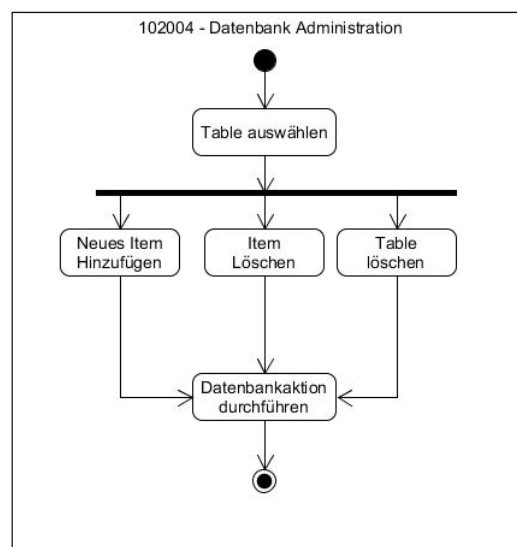 102004 - Datenbank Administration
Table auswählen
Neues Item
Hinzufügen
Item
Löschen
Table
löschen
Datenbankaktion
durchführen